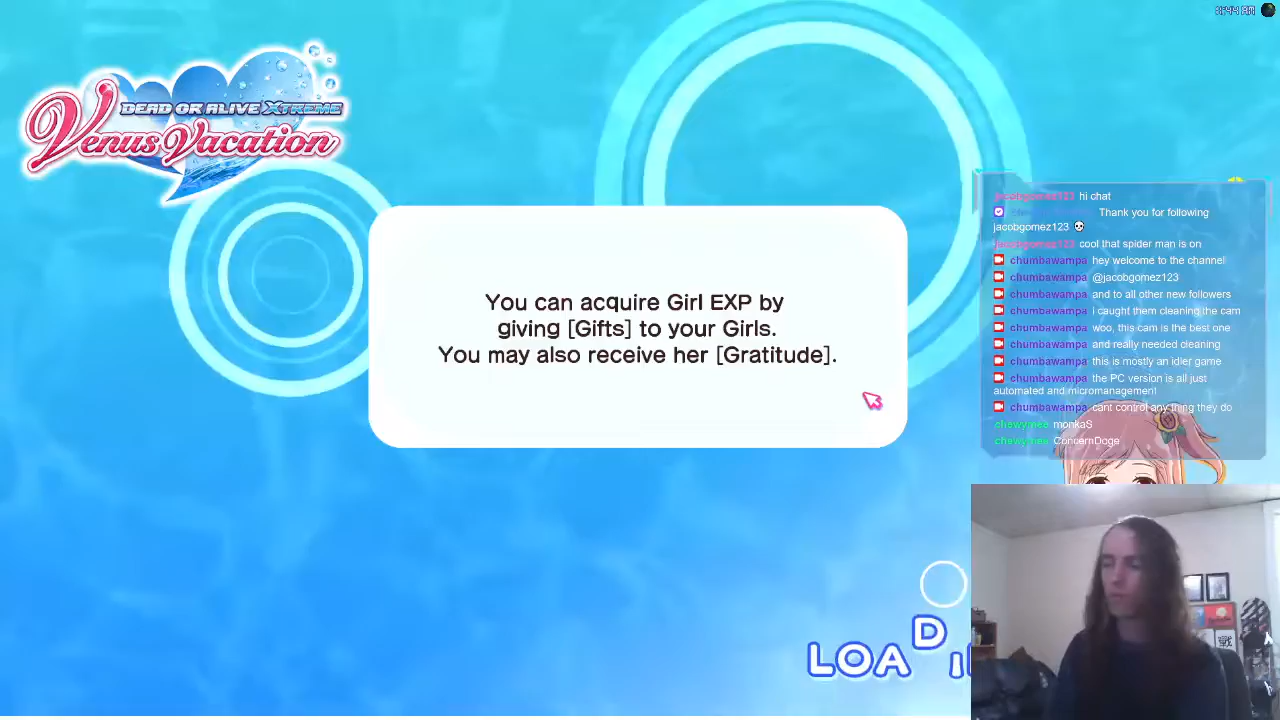 DEAD OR ALIVE XTREME
Venus Vacation
You can acquire Girl EXP by
giving [Gifts] to your Girls.
You may also receive her [Gratitude].
jacobgomez123 hi chat
Thank you for following
jacobgomez123
jacobgomez123 cool that spider man is on
chumbawampa hey welcome to the channel
chumbawampa @jacobgomez123
chumbawampa and to all other new followers
chumbawampa i caught them cleaning the cam
chumbawampa woo, this cam is the best one
chumbawampa and really needed cleaning
chumbawampa this is mostly an idler game
chumbawampa the PC version is all just
automated and micromanagement
chumbawampa cant control any thing they do
chewymee monkaS
chewymee ConcernDoge
LOADI